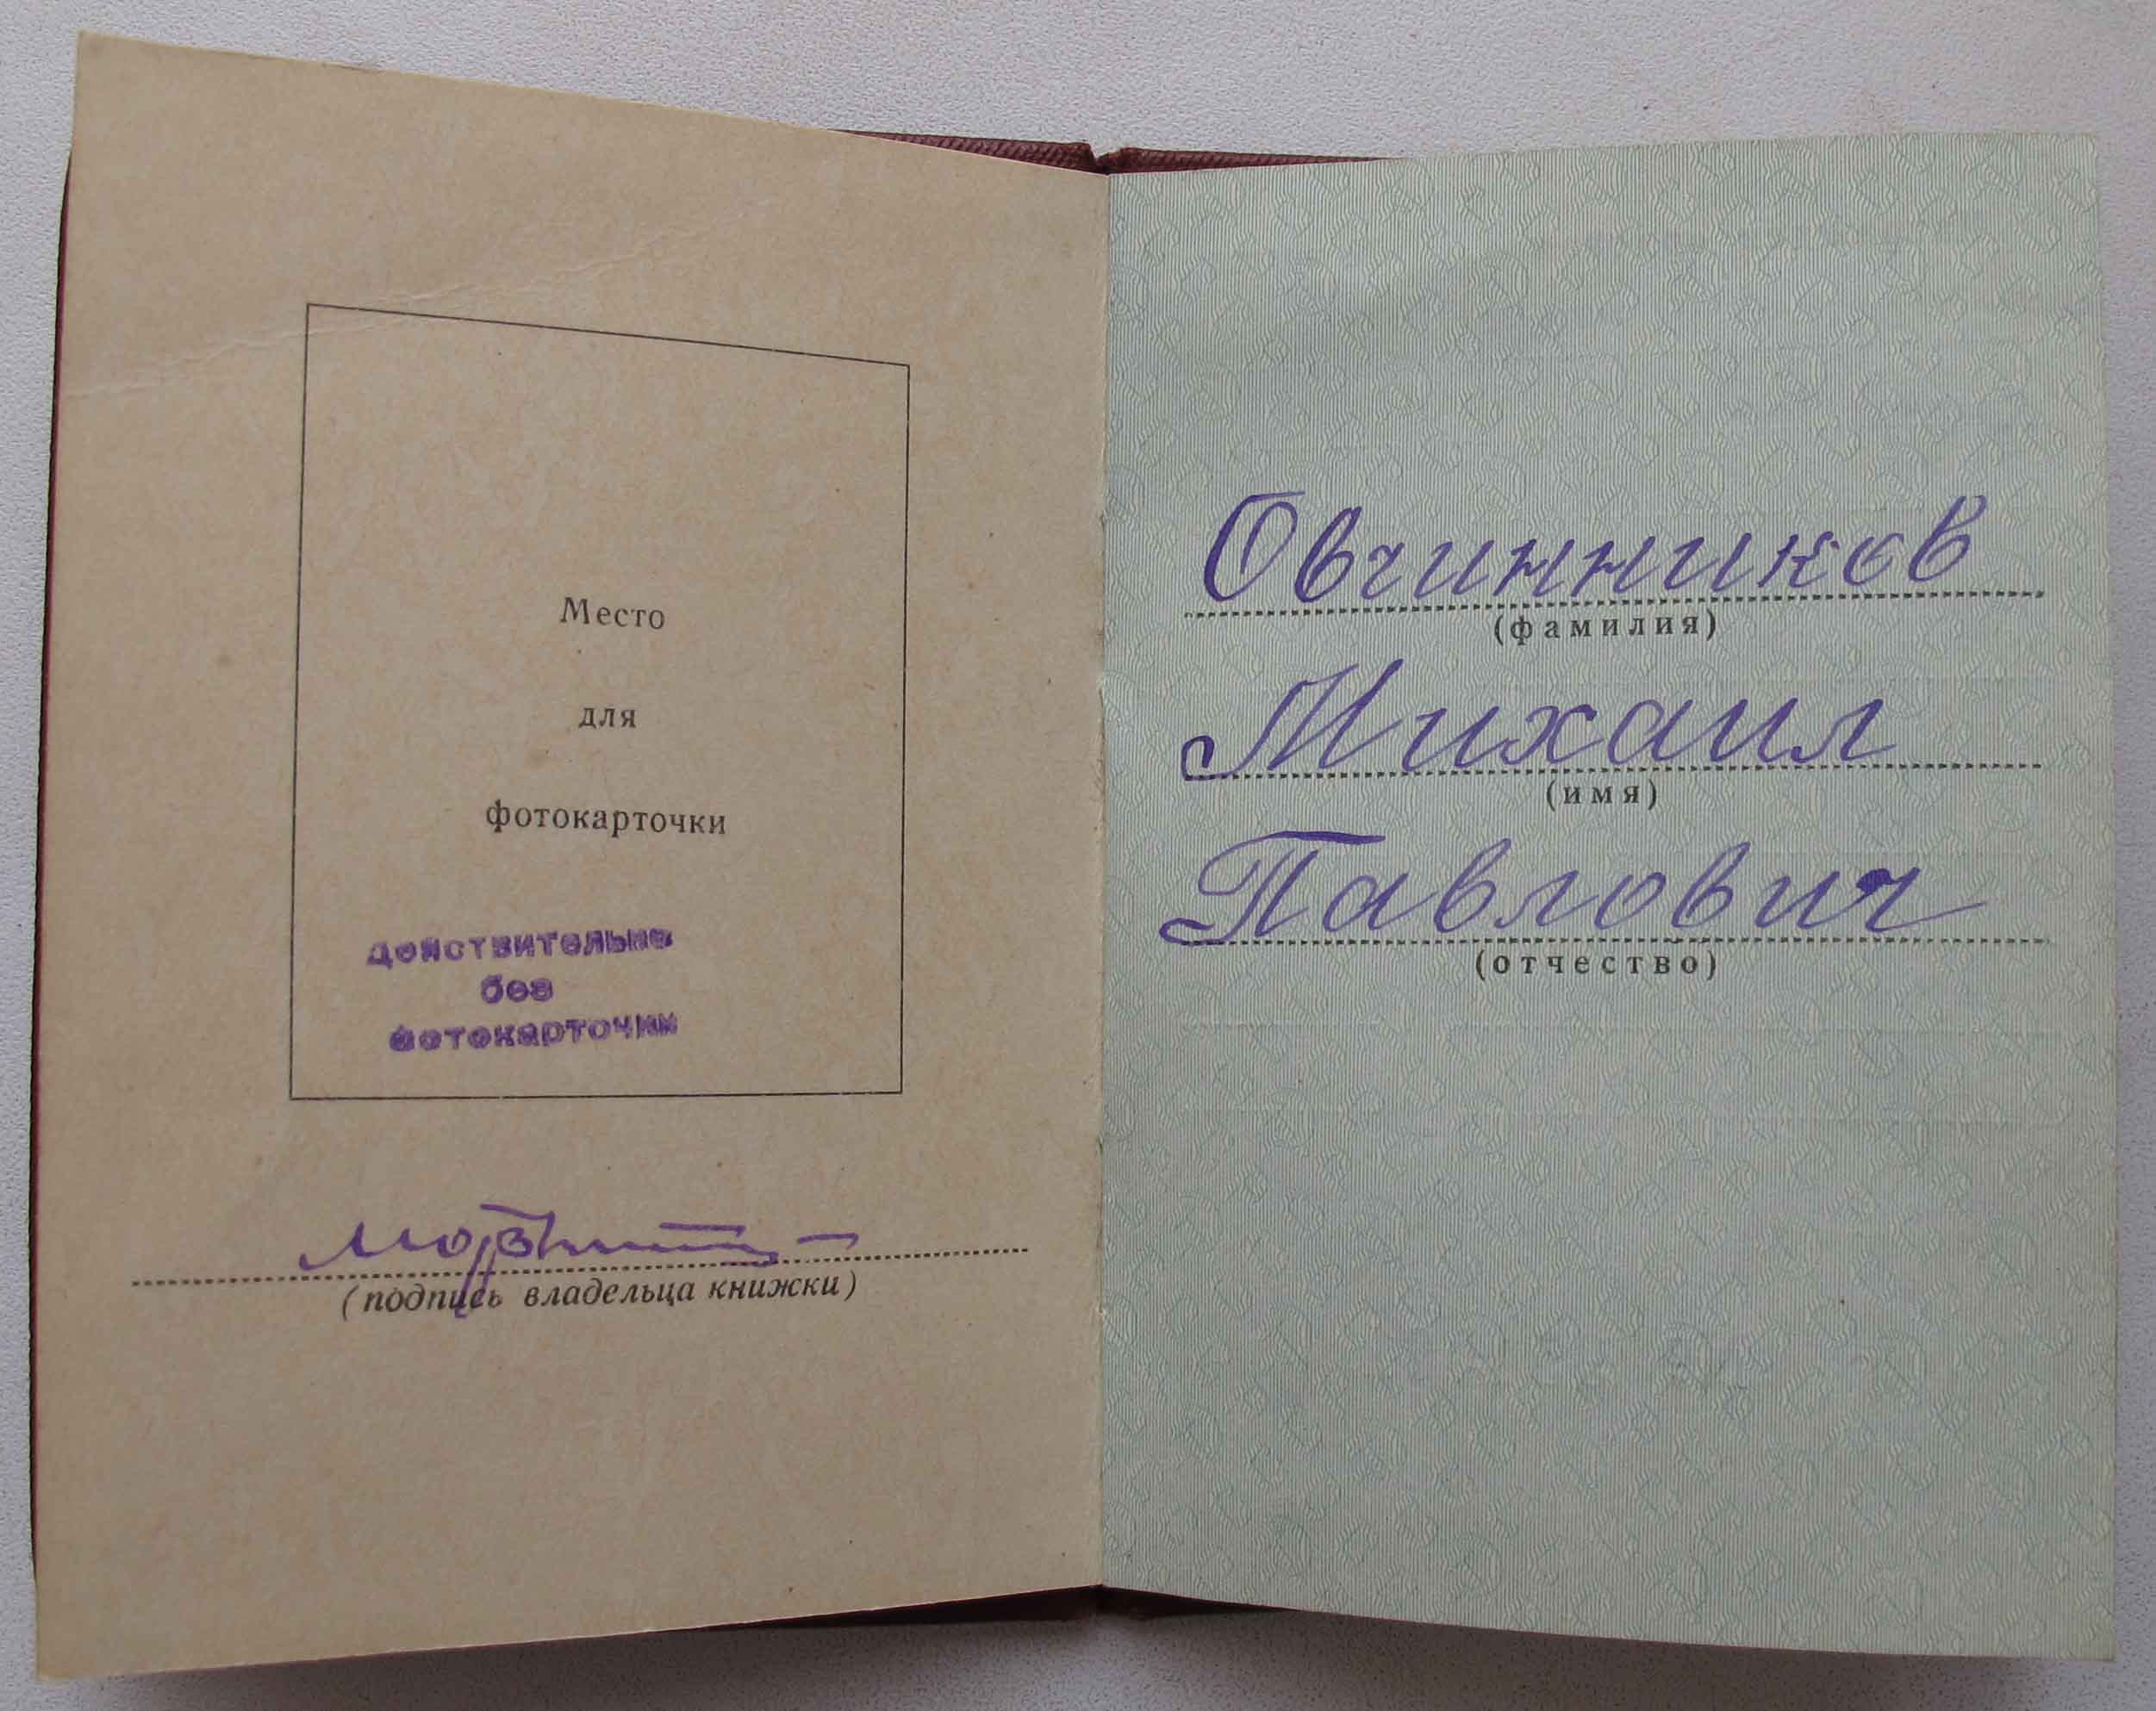 Место
для
фотокарточки
действительно
без
фотокарточки
(подпись владельца книжки)
Овчинников
(фамилия)
Михаил
(имя)
Павлович
(отчество)